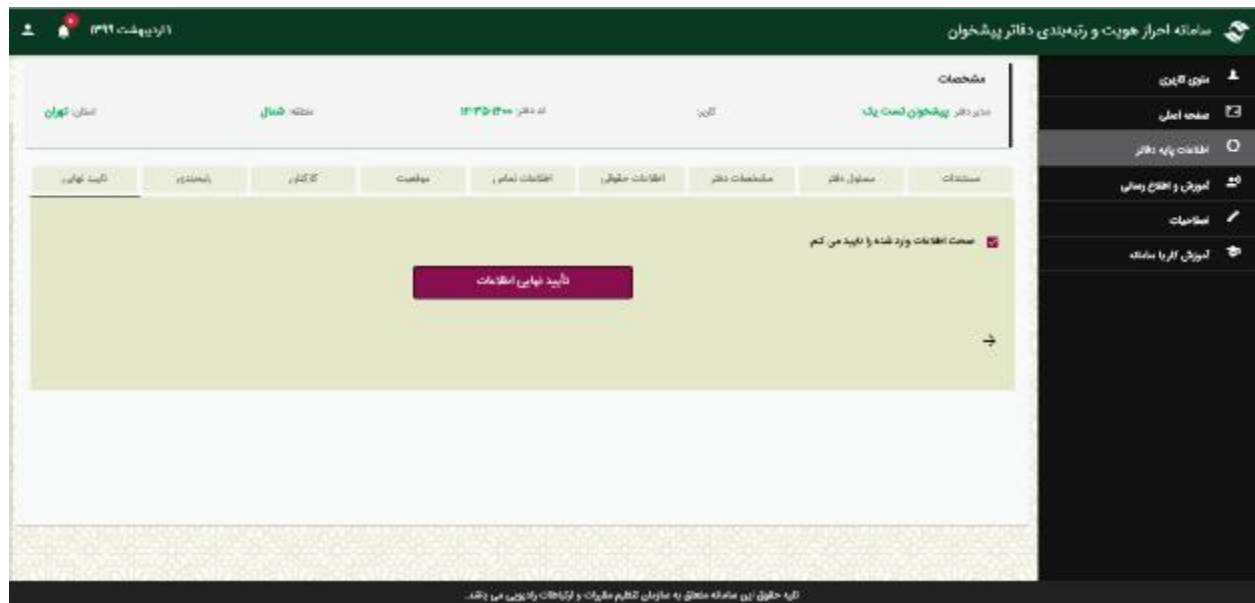 سامانه احراز هویت و رتبه‌بندی دفاتر پیشخوان
۱ اردیبهشت ۱۳۹۹
منوی کاربری
صفحه اصلی
اطلاعات پایه دفاتر
آموزش و اطلاع رسانی
اصلاحیات
آموزش کار با سامانه
مشخصات
مدیر دفتر: پیشخوان تست یک
کاربر:
کد دفتر:
منطقه: شمال
استان: تهران
مستندات
مسئول دفتر
مشخصات دفتر
اطلاعات حقوقی
اطلاعات تماس
موقعیت
کارکنان
رتبه‌بندی
تایید نهایی
صحت اطلاعات وارد شده را تایید می کنم
تأیید نهایی اطلاعات
کلیه حقوق این سامانه متعلق به سازمان تنظیم مقررات و ارتباطات رادیویی می باشد.